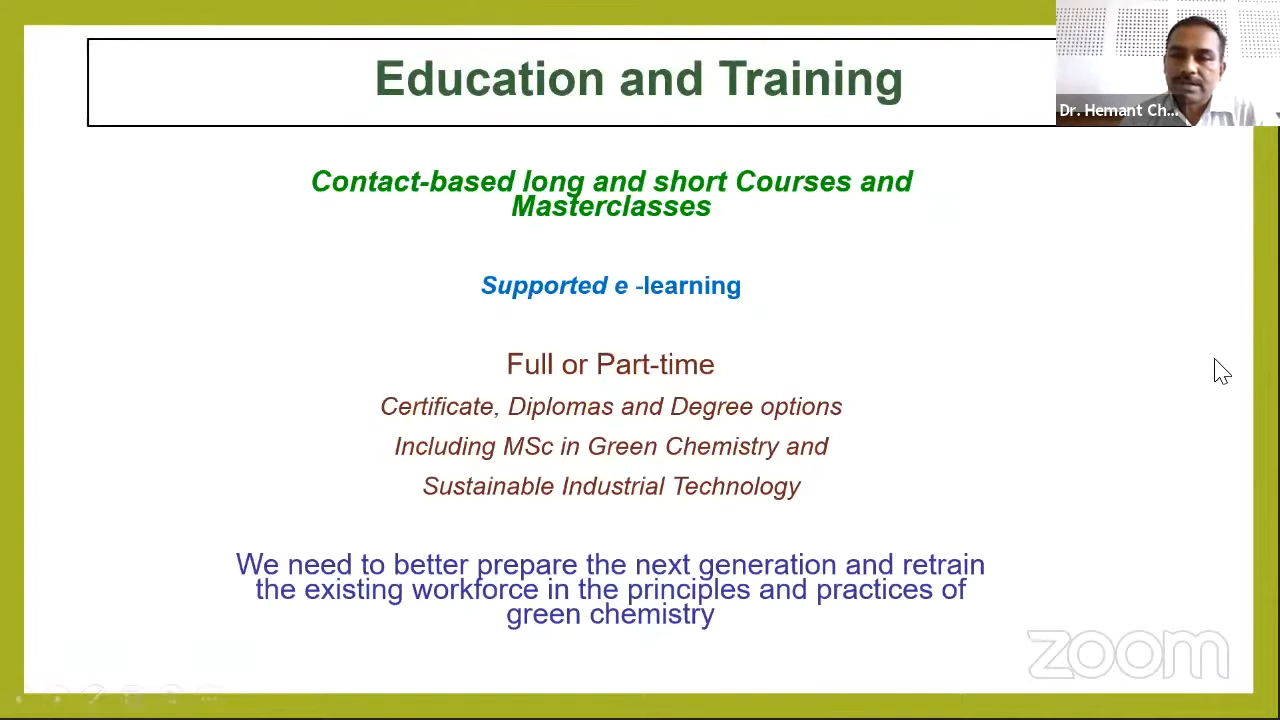 Education and Training
Dr. Hemant Ch...
Contact-based long and short Courses and
Masterclasses
Supported e -learning
Full or Part-time
Certificate, Diplomas and Degree options
Including MSc in Green Chemistry and
Sustainable Industrial Technology
We need to better prepare the next generation and retrain
the existing workforce in the principles and practices of
green chemistry
zoom